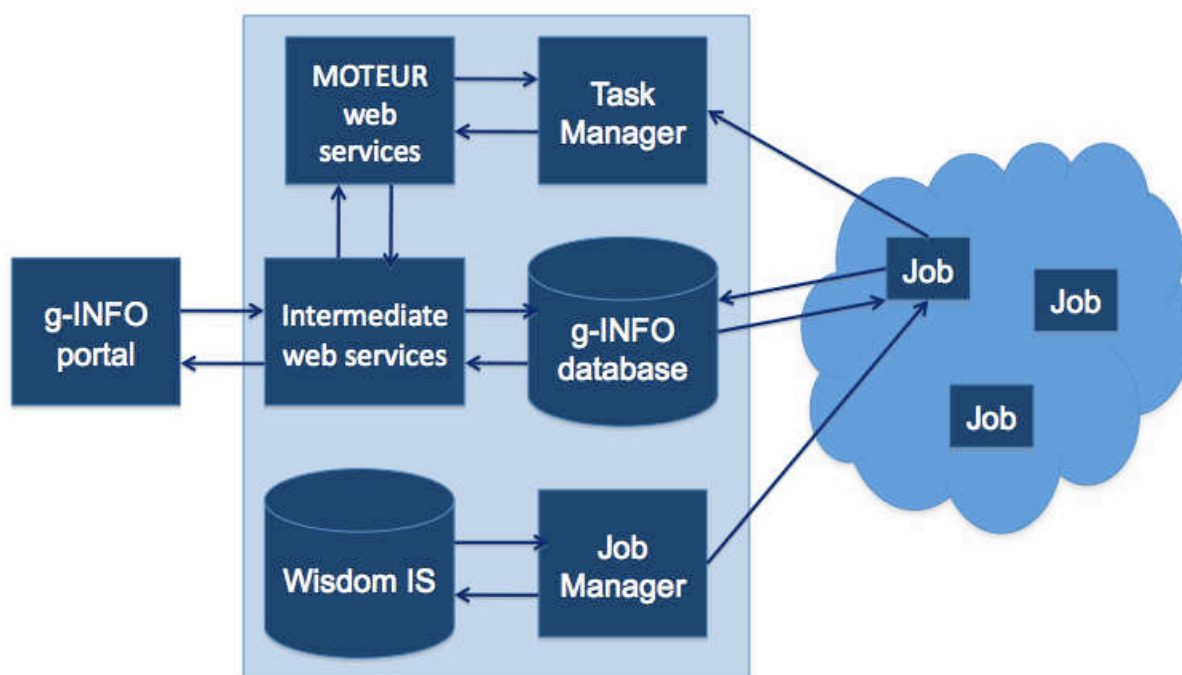 MOTEUR
web
services
Task
Manager
g-INFO
portal
Intermediate
web services
g-INFO
database
Job
Job
Job
Wisdom IS
Job
Manager